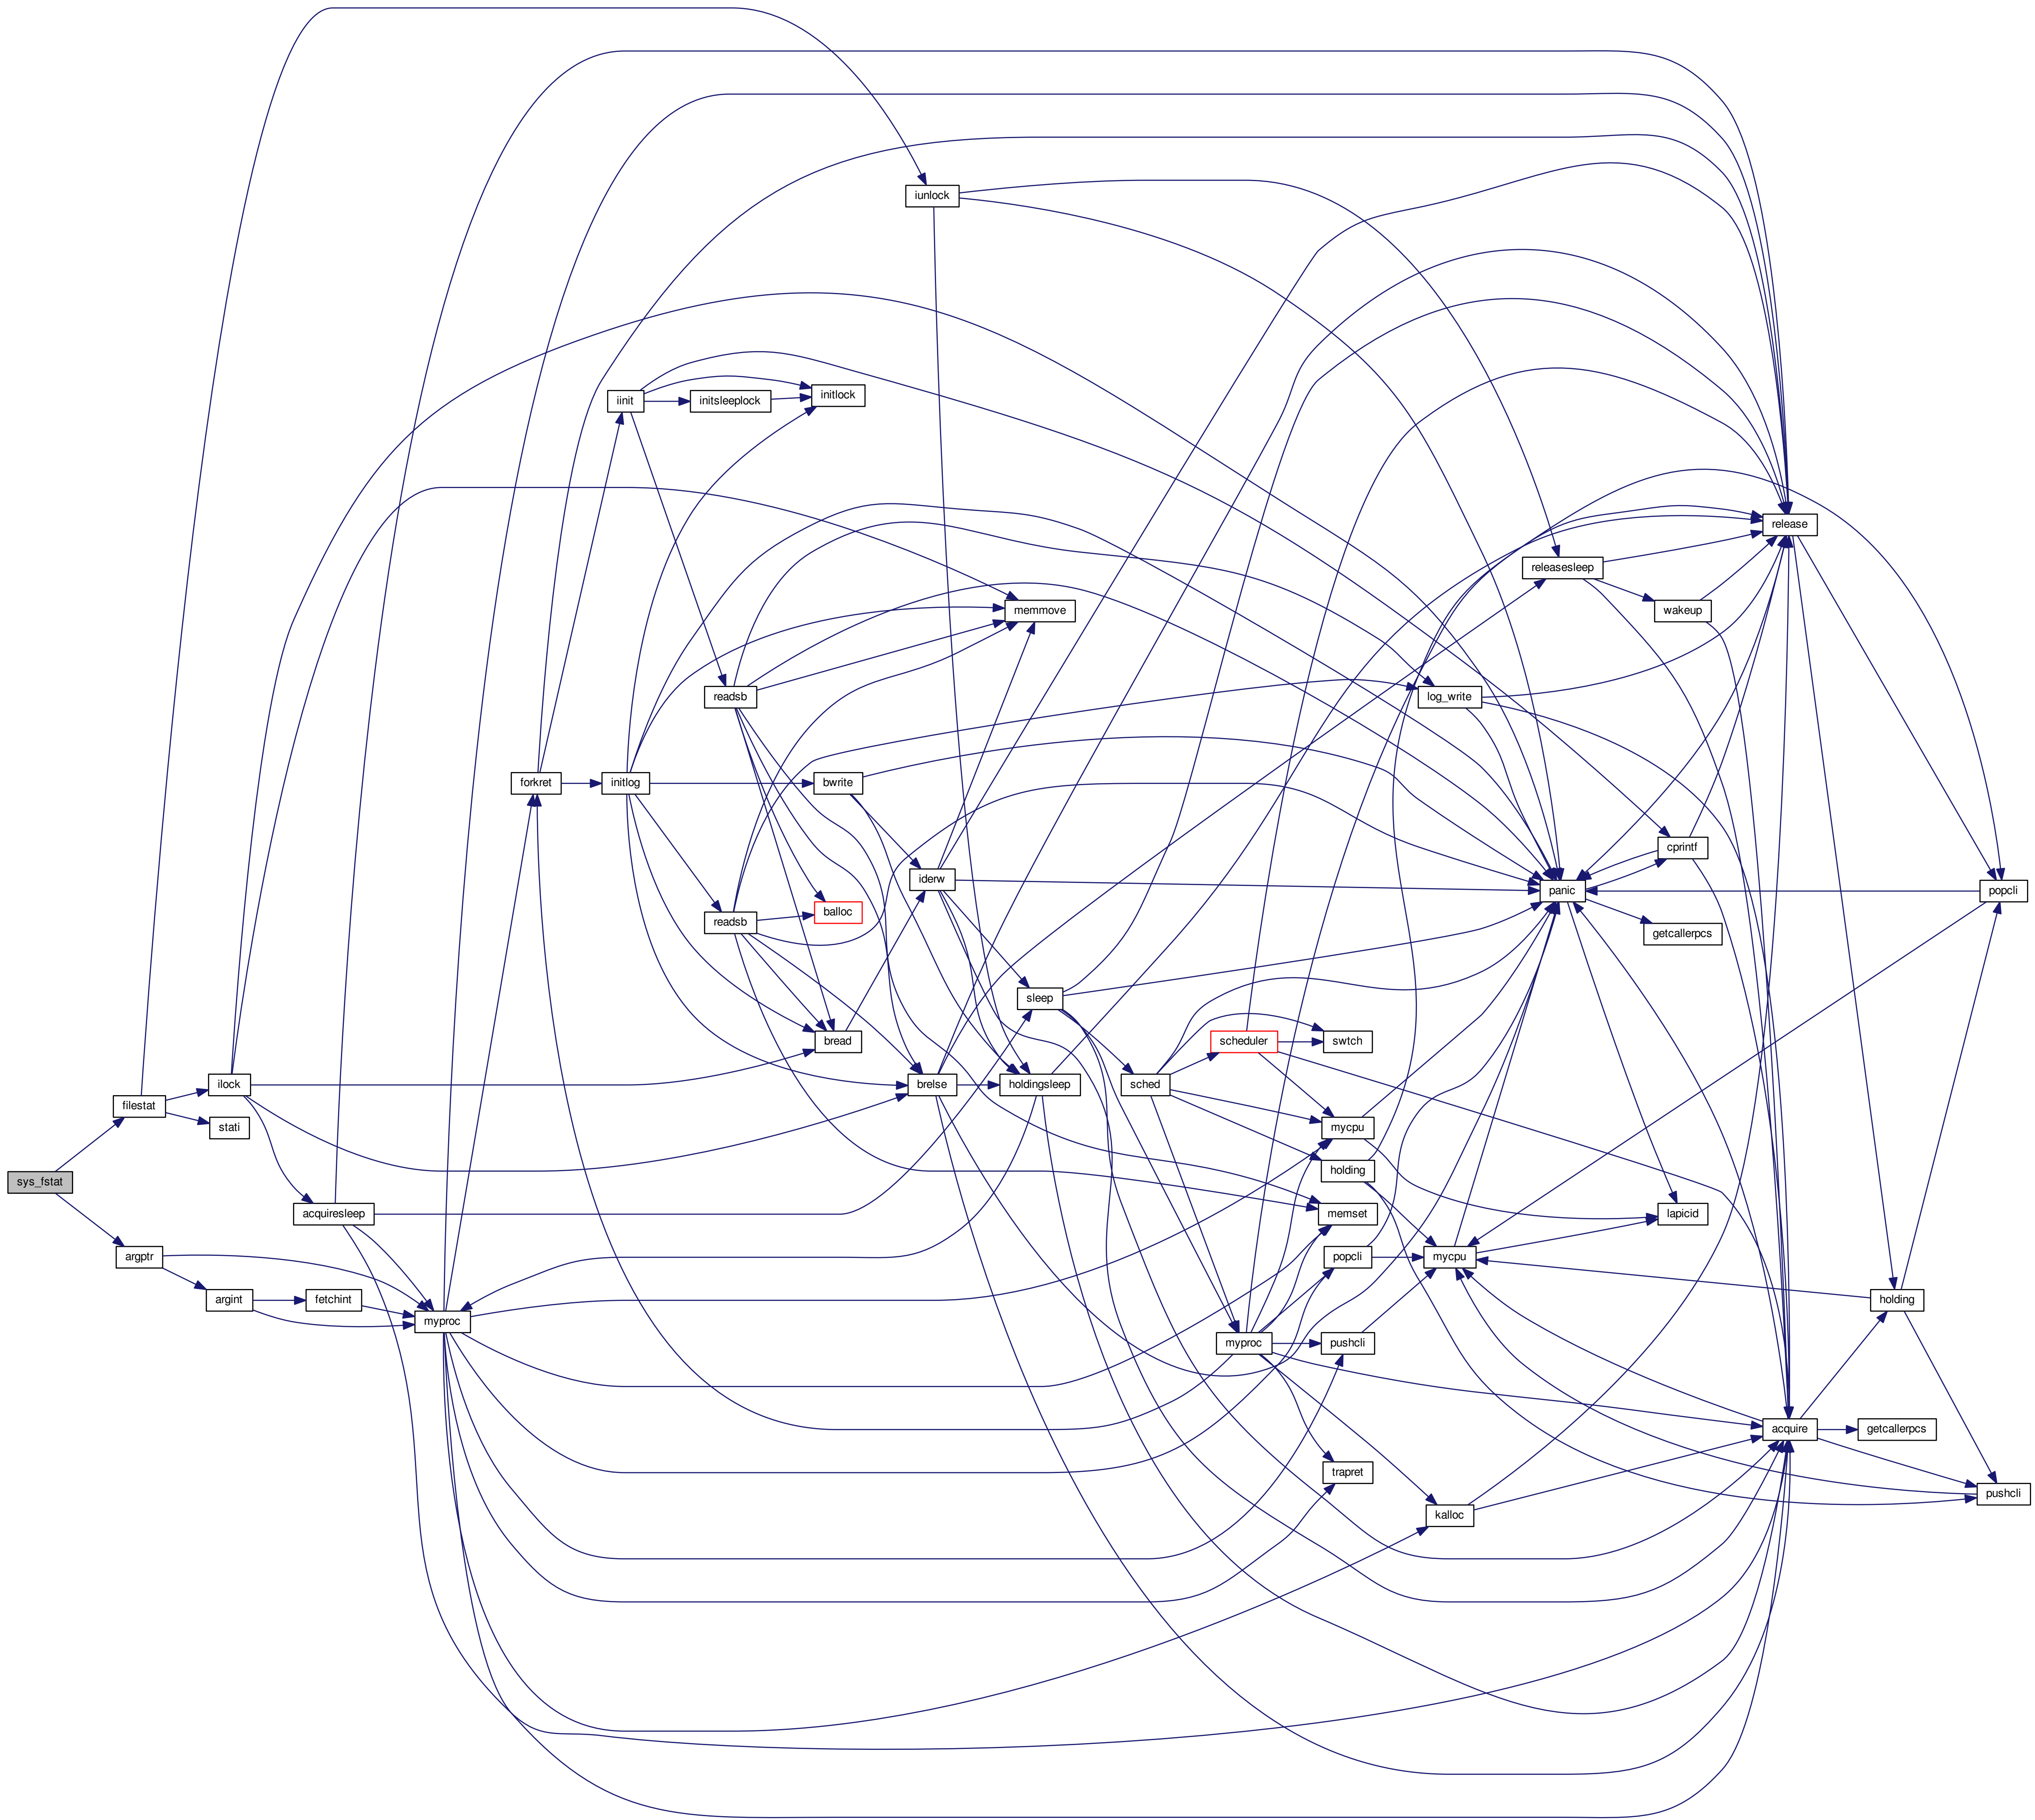 sys_fstat
filestat
argptr
ilock
stati
argint
acquiresleep
fetchint
myproc
forkret
iinit
initlog
initsleeplock
readsb
readsb
initlock
bwrite
balloc
bread
iunlock
iderw
brelse
memmove
sleep
holdingsleep
sched
scheduler
myproc
swtch
mycpu
holding
memset
popcli
pushcli
trapret
log_write
mycpu
kalloc
releasesleep
panic
wakeup
cprintf
getcallerpcs
lapicid
release
acquire
holding
getcallerpcs
popcli
pushcli